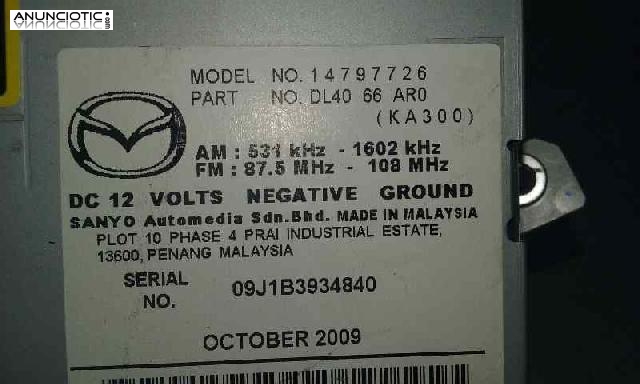 ANUNCIOTIC.COM
MODEL NO. 14797726
PART NO. DL40 66 AR0
(KA300)
AM : 531 kHz - 1602 kHz
FM : 87.5 MHz - 108 MHz
DC 12 VOLTS NEGATIVE GROUND
SANYO Automedia Sdn.Bhd. MADE IN MALAYSIA
PLOT 10 PHASE 4 PRAI INDUSTRIAL ESTATE,
13600, PENANG MALAYSIA
SERIAL
NO. 09J1B3934840
OCTOBER 2009